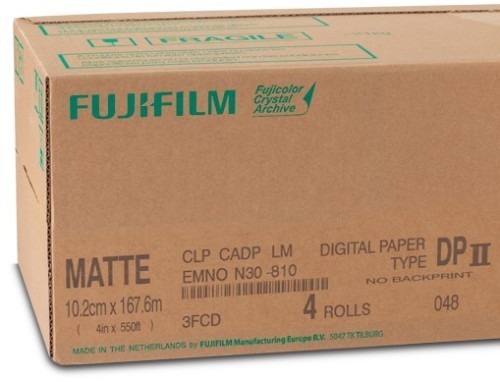 FRAGILE
FUJIFILM
Fujicolor
Crystal
Archive
MATTE
10.2cm x 167.6m
( 4in x 550ft )
CLP CADP LM
EMNO N30-810
3FCD
4 ROLLS
DIGITAL PAPER
TYPE DP II
NO BACKPRINT
048
MADE IN THE NETHERLANDS by FUJIFILM Manufacturing Europe B.V. 5047 TK TILBURG